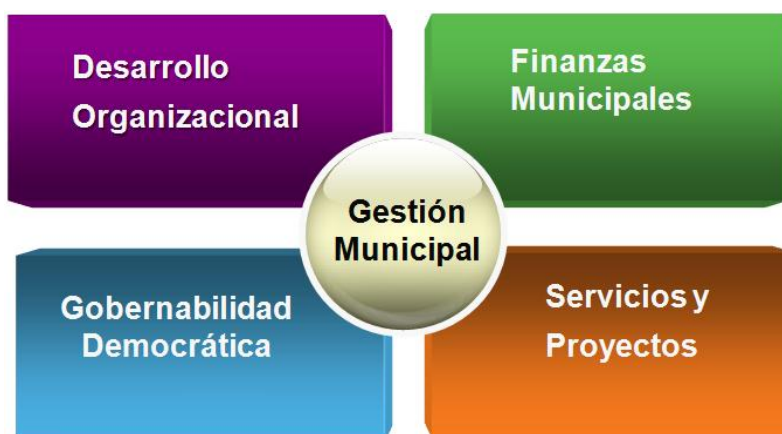 Desarrollo
Organizacional
Finanzas
Municipales
Gestión
Municipal
Gobernabilidad
Democrática
Servicios y
Proyectos